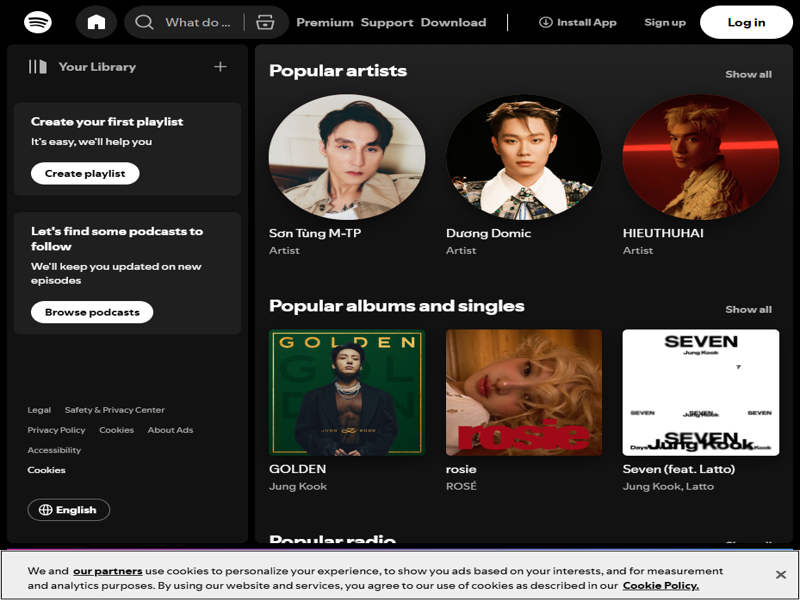 What do ...
Premium Support Download
Install App
Sign up
Log in
Your Library
Create your first playlist
It's easy, we'll help you
Create playlist
Let's find some podcasts to
follow
We'll keep you updated on new
episodes
Browse podcasts
Legal Safety & Privacy Center
Privacy Policy Cookies About Ads
Accessibility
Cookies
English
Popular artists
Show all
Sơn Tùng M-TP
Artist
Dương Domic
Artist
HIEUTHUHAI
Artist
Popular albums and singles
Show all
GOLDEN
JUNG KOOK
GOLDEN
Jung Kook
rosie
rosie
ROSÉ
SEVEN
Jung Kook
7
SEVEN
SEVEN
Jung Kook
SEVEN
SEVEN
Jung Kook
Seven (feat. Latto)
Jung Kook, Latto
Popular radio
Show all
We and our partners use cookies to personalize your experience, to show you ads based on your interests, and for measurement
and analytics purposes. By using our website and services, you agree to our use of cookies as described in our Cookie Policy.